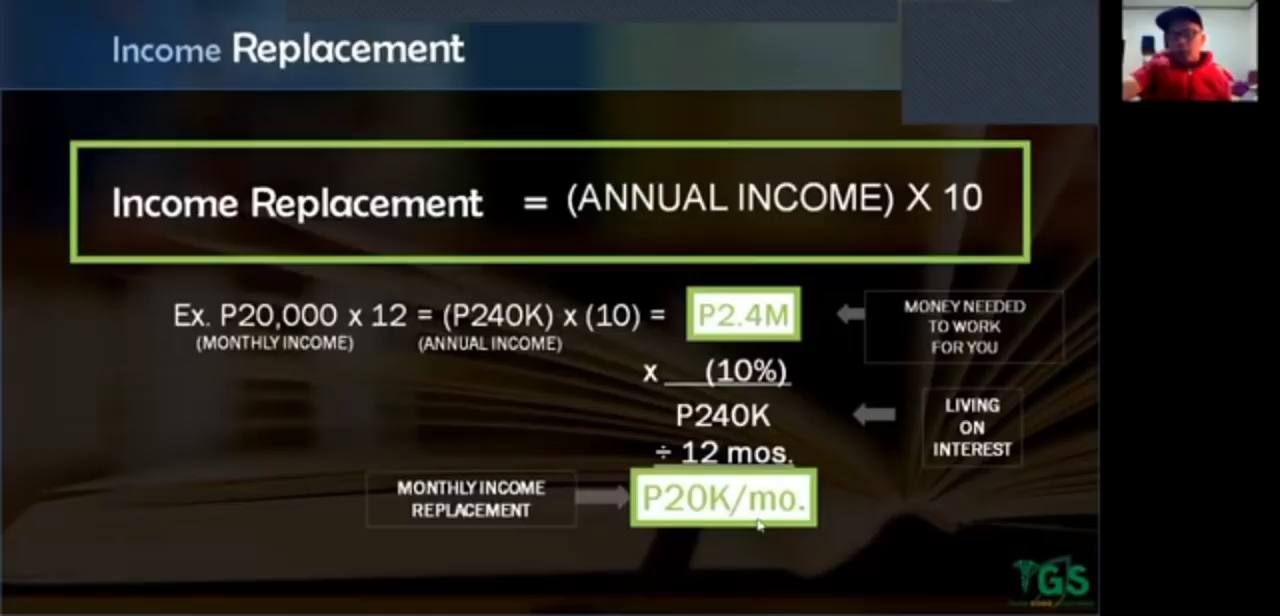 Income Replacement
Income Replacement = (ANNUAL INCOME) X 10
Ex. P20,000 x 12 = (P240K) x (10) = P2.4M
(MONTHLY INCOME) (ANNUAL INCOME)
MONEY NEEDED
TO WORK
FOR YOU
x (10%)
P240K
LIVING
ON
INTEREST
÷ 12 mos.
MONTHLY INCOME
REPLACEMENT
P20K/mo.
GS